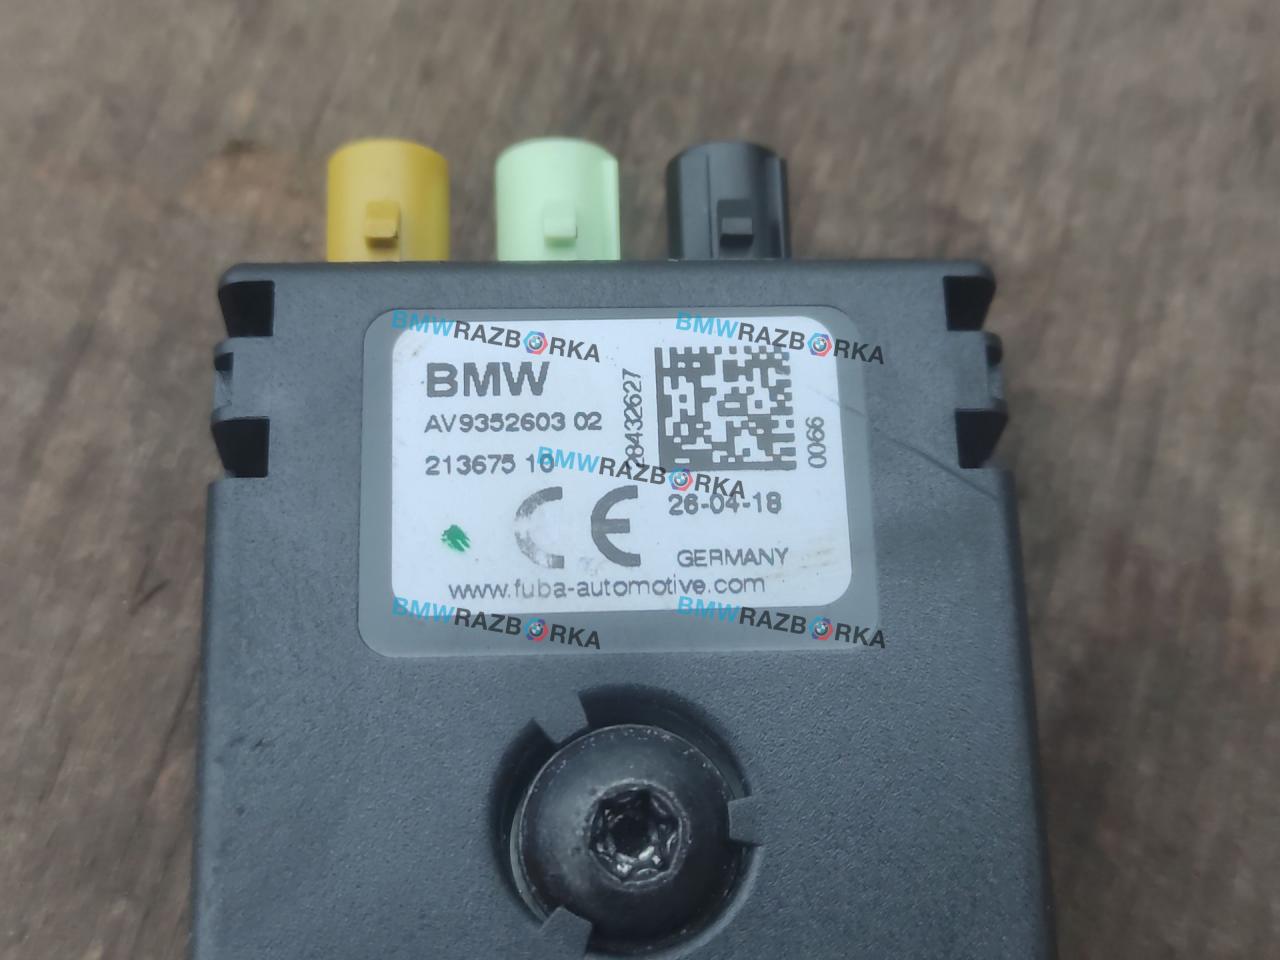 BMWRAZBORKA
BMWRAZBORKA
BMW
AV9352603 02
213675 10
28432627
0066
BMWRAZBORKA
26-04-18
CE
GERMANY
www.fuba-automotive.com
BMWRAZBORKA
BMWRAZBORKA